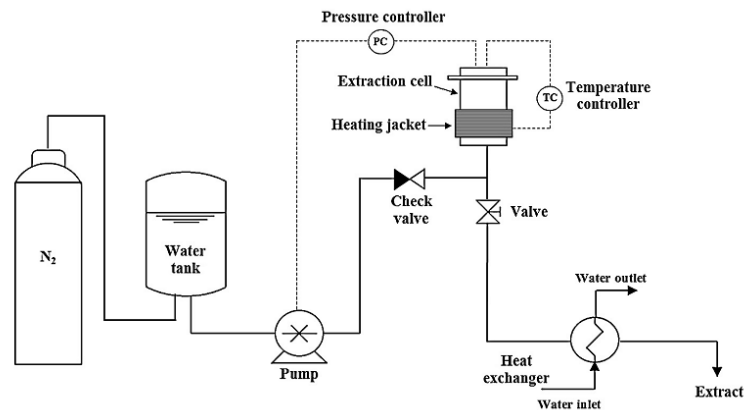 Pressure controller
PC
Extraction cell
TC
Temperature
controller
Heating jacket
N₂
Water
tank
Check
valve
Valve
Pump
Water outlet
Heat
exchanger
Water inlet
Extract